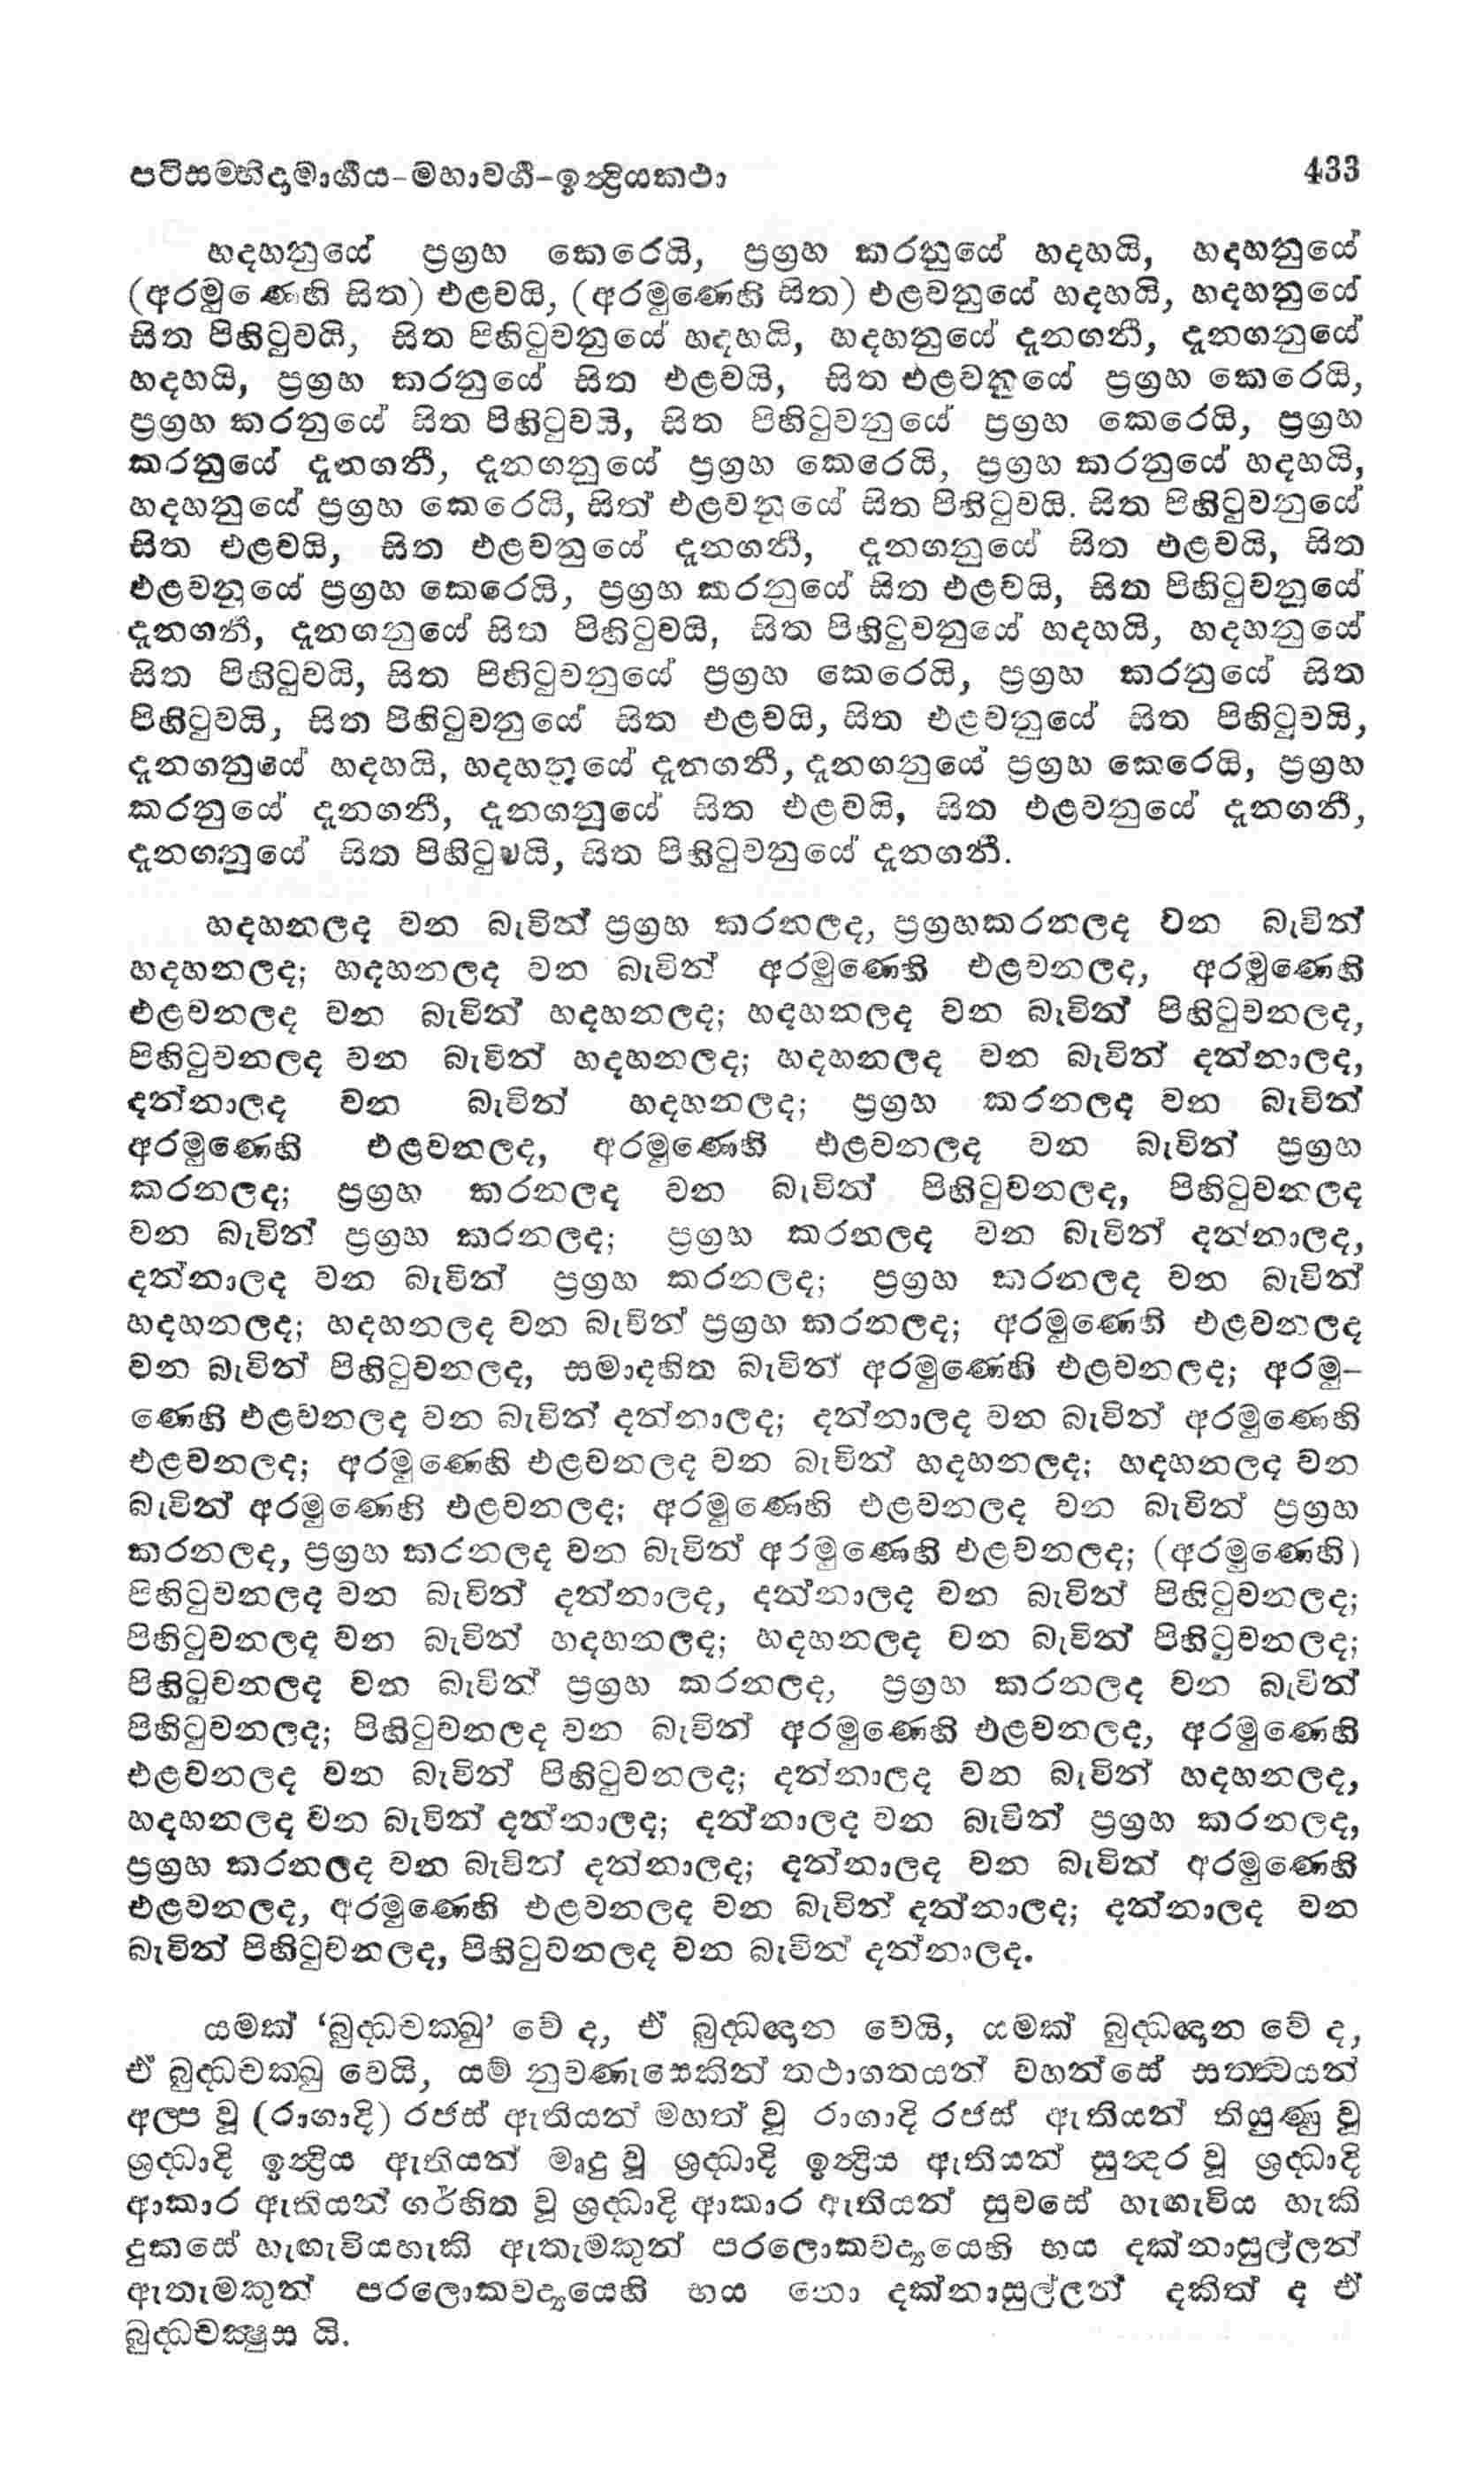 පටිසම්භිදාමාර්ගය-මහාවර්ග-ඉන්ද්‍රියකථා 433
හදහනුයේ ප්‍රග්‍රහ කෙරෙයි, ප්‍රග්‍රහ කරනුයේ හදහයි, හදහනුයේ
(අරමුණෙහි සිත) එළවයි, (අරමුණෙහි සිත) එළවනුයේ හදහයි, හදහනුයේ
සිත පිහිටුවයි, සිත පිහිටුවනුයේ හදහයි, හදහනුයේ දැනගනී, දැනගනුයේ
හදහයි, ප්‍රග්‍රහ කරනුයේ සිත එළවයි, සිත එළවනුයේ ප්‍රග්‍රහ කෙරෙයි,
ප්‍රග්‍රහ කරනුයේ සිත පිහිටුවයි, සිත පිහිටුවනුයේ ප්‍රග්‍රහ කෙරෙයි, ප්‍රග්‍රහ
කරනුයේ දැනගනී, දැනගනුයේ ප්‍රග්‍රහ කෙරෙයි, ප්‍රග්‍රහ කරනුයේ හදහයි,
හදහනුයේ ප්‍රග්‍රහ කෙරෙයි, සිත් එළවනුයේ සිත පිහිටුවයි. සිත පිහිටුවනුයේ
සිත එළවයි, සිත එළවනුයේ දැනගනී, දැනගනුයේ සිත එළවයි, සිත
එළවනුයේ ප්‍රග්‍රහ කෙරෙයි, ප්‍රග්‍රහ කරනුයේ සිත එළවයි, සිත පිහිටුවනුයේ
දැනගනී, දැනගනුයේ සිත පිහිටුවයි, සිත පිහිටුවනුයේ හදහයි, හදහනුයේ
සිත පිහිටුවයි, සිත පිහිටුවනුයේ ප්‍රග්‍රහ කෙරෙයි, ප්‍රග්‍රහ කරනුයේ සිත
පිහිටුවයි, සිත පිහිටුවනුයේ සිත එළවයි, සිත එළවනුයේ සිත පිහිටුවයි,
දැනගනුයේ හදහයි, හදහනුයේ දැනගනී, දැනගනුයේ ප්‍රග්‍රහ කෙරෙයි, ප්‍රග්‍රහ
කරනුයේ දැනගනී, දැනගනුයේ සිත එළවයි, සිත එළවනුයේ දැනගනී,
දැනගනුයේ සිත පිහිටුවයි, සිත පිහිටුවනුයේ දැනගනී.
හදහනලද වන බැවින් ප්‍රග්‍රහ කරනලද, ප්‍රග්‍රහකරනලද වන බැවින්
හදහනලද; හදහනලද වන බැවින් අරමුණෙහි එළවනලද, අරමුණෙහි
එළවනලද වන බැවින් හදහනලද; හදහනලද වන බැවින් පිහිටුවනලද,
පිහිටුවනලද වන බැවින් හදහනලද; හදහනලද වන බැවින් දන්නාලද,
දන්නාලද වන බැවින් හදහනලද; ප්‍රග්‍රහ කරනලද වන බැවින්
අරමුණෙහි එළවනලද, අරමුණෙහි එළවනලද වන බැවින් ප්‍රග්‍රහ
කරනලද; ප්‍රග්‍රහ කරනලද වන බැවින් පිහිටුවනලද, පිහිටුවනලද
වන බැවින් ප්‍රග්‍රහ කරනලද; ප්‍රග්‍රහ කරනලද වන බැවින් දන්නාලද,
දන්නාලද වන බැවින් ප්‍රග්‍රහ කරනලද; ප්‍රග්‍රහ කරනලද වන බැවින්
හදහනලද; හදහනලද වන බැවින් ප්‍රග්‍රහ කරනලද; අරමුණෙහි එළවනලද
වන බැවින් පිහිටුවනලද, සමාදහිත බැවින් අරමුණෙහි එළවනලද; අරමු-
ණෙහි එළවනලද වන බැවින් දන්නාලද; දන්නාලද වන බැවින් අරමුණෙහි
එළවනලද; අරමුණෙහි එළවනලද වන බැවින් හදහනලද; හදහනලද වන
බැවින් අරමුණෙහි එළවනලද; අරමුණෙහි එළවනලද වන බැවින් ප්‍රග්‍රහ
කරනලද, ප්‍රග්‍රහ කරනලද වන බැවින් අරමුණෙහි එළවනලද; (අරමුණෙහි)
පිහිටුවනලද වන බැවින් දන්නාලද, දන්නාලද වන බැවින් පිහිටුවනලද;
පිහිටුවනලද වන බැවින් හදහනලද; හදහනලද වන බැවින් පිහිටුවනලද;
පිහිටුවනලද වන බැවින් ප්‍රග්‍රහ කරනලද, ප්‍රග්‍රහ කරනලද වන බැවින්
පිහිටුවනලද; පිහිටුවනලද වන බැවින් අරමුණෙහි එළවනලද, අරමුණෙහි
එළවනලද වන බැවින් පිහිටුවනලද; දන්නාලද වන බැවින් හදහනලද,
හදහනලද වන බැවින් දන්නාලද; දන්නාලද වන බැවින් ප්‍රග්‍රහ කරනලද,
ප්‍රග්‍රහ කරනලද වන බැවින් දන්නාලද; දන්නාලද වන බැවින් අරමුණෙහි
එළවනලද, අරමුණෙහි එළවනලද වන බැවින් දන්නාලද; දන්නාලද වන
බැවින් පිහිටුවනලද, පිහිටුවනලද වන බැවින් දන්නාලද.
යමක් ‘බුද්ධචක්ඛු’ වේ ද, ඒ බුද්ධඥාන වෙයි, යමක් බුද්ධඥාන වේ ද,
ඒ බුද්ධචක්ඛු වෙයි, යම් නුවණැසෙකින් තථාගතයන් වහන්සේ සත්ත්වයන්
අල්ප වූ (රාගාදි) රජස් ඇතියන් මහත් වූ රාගාදි රජස් ඇතියන් තියුණු වූ
ශ්‍රද්ධාදි ඉන්ද්‍රිය ඇතියන් මෘදු වූ ශ්‍රද්ධාදි ඉන්ද්‍රිය ඇතියන් සුන්දර වූ ශ්‍රද්ධාදි
ආකාර ඇතියන් ගර්හිත වූ ශ්‍රද්ධාදි ආකාර ඇතියන් සුවසේ හැඟැවිය හැකි
දුකසේ හැඟැවියහැකි ඇතැමකුන් පරලොකවද්‍යයෙහි භය දක්නාසුල්ලන්
ඇතැමකුන් පරලොකවද්‍යයෙහි භය නො දක්නාසුල්ලන් දකිත් ද ඒ
බුද්ධචක්ෂුස යි.